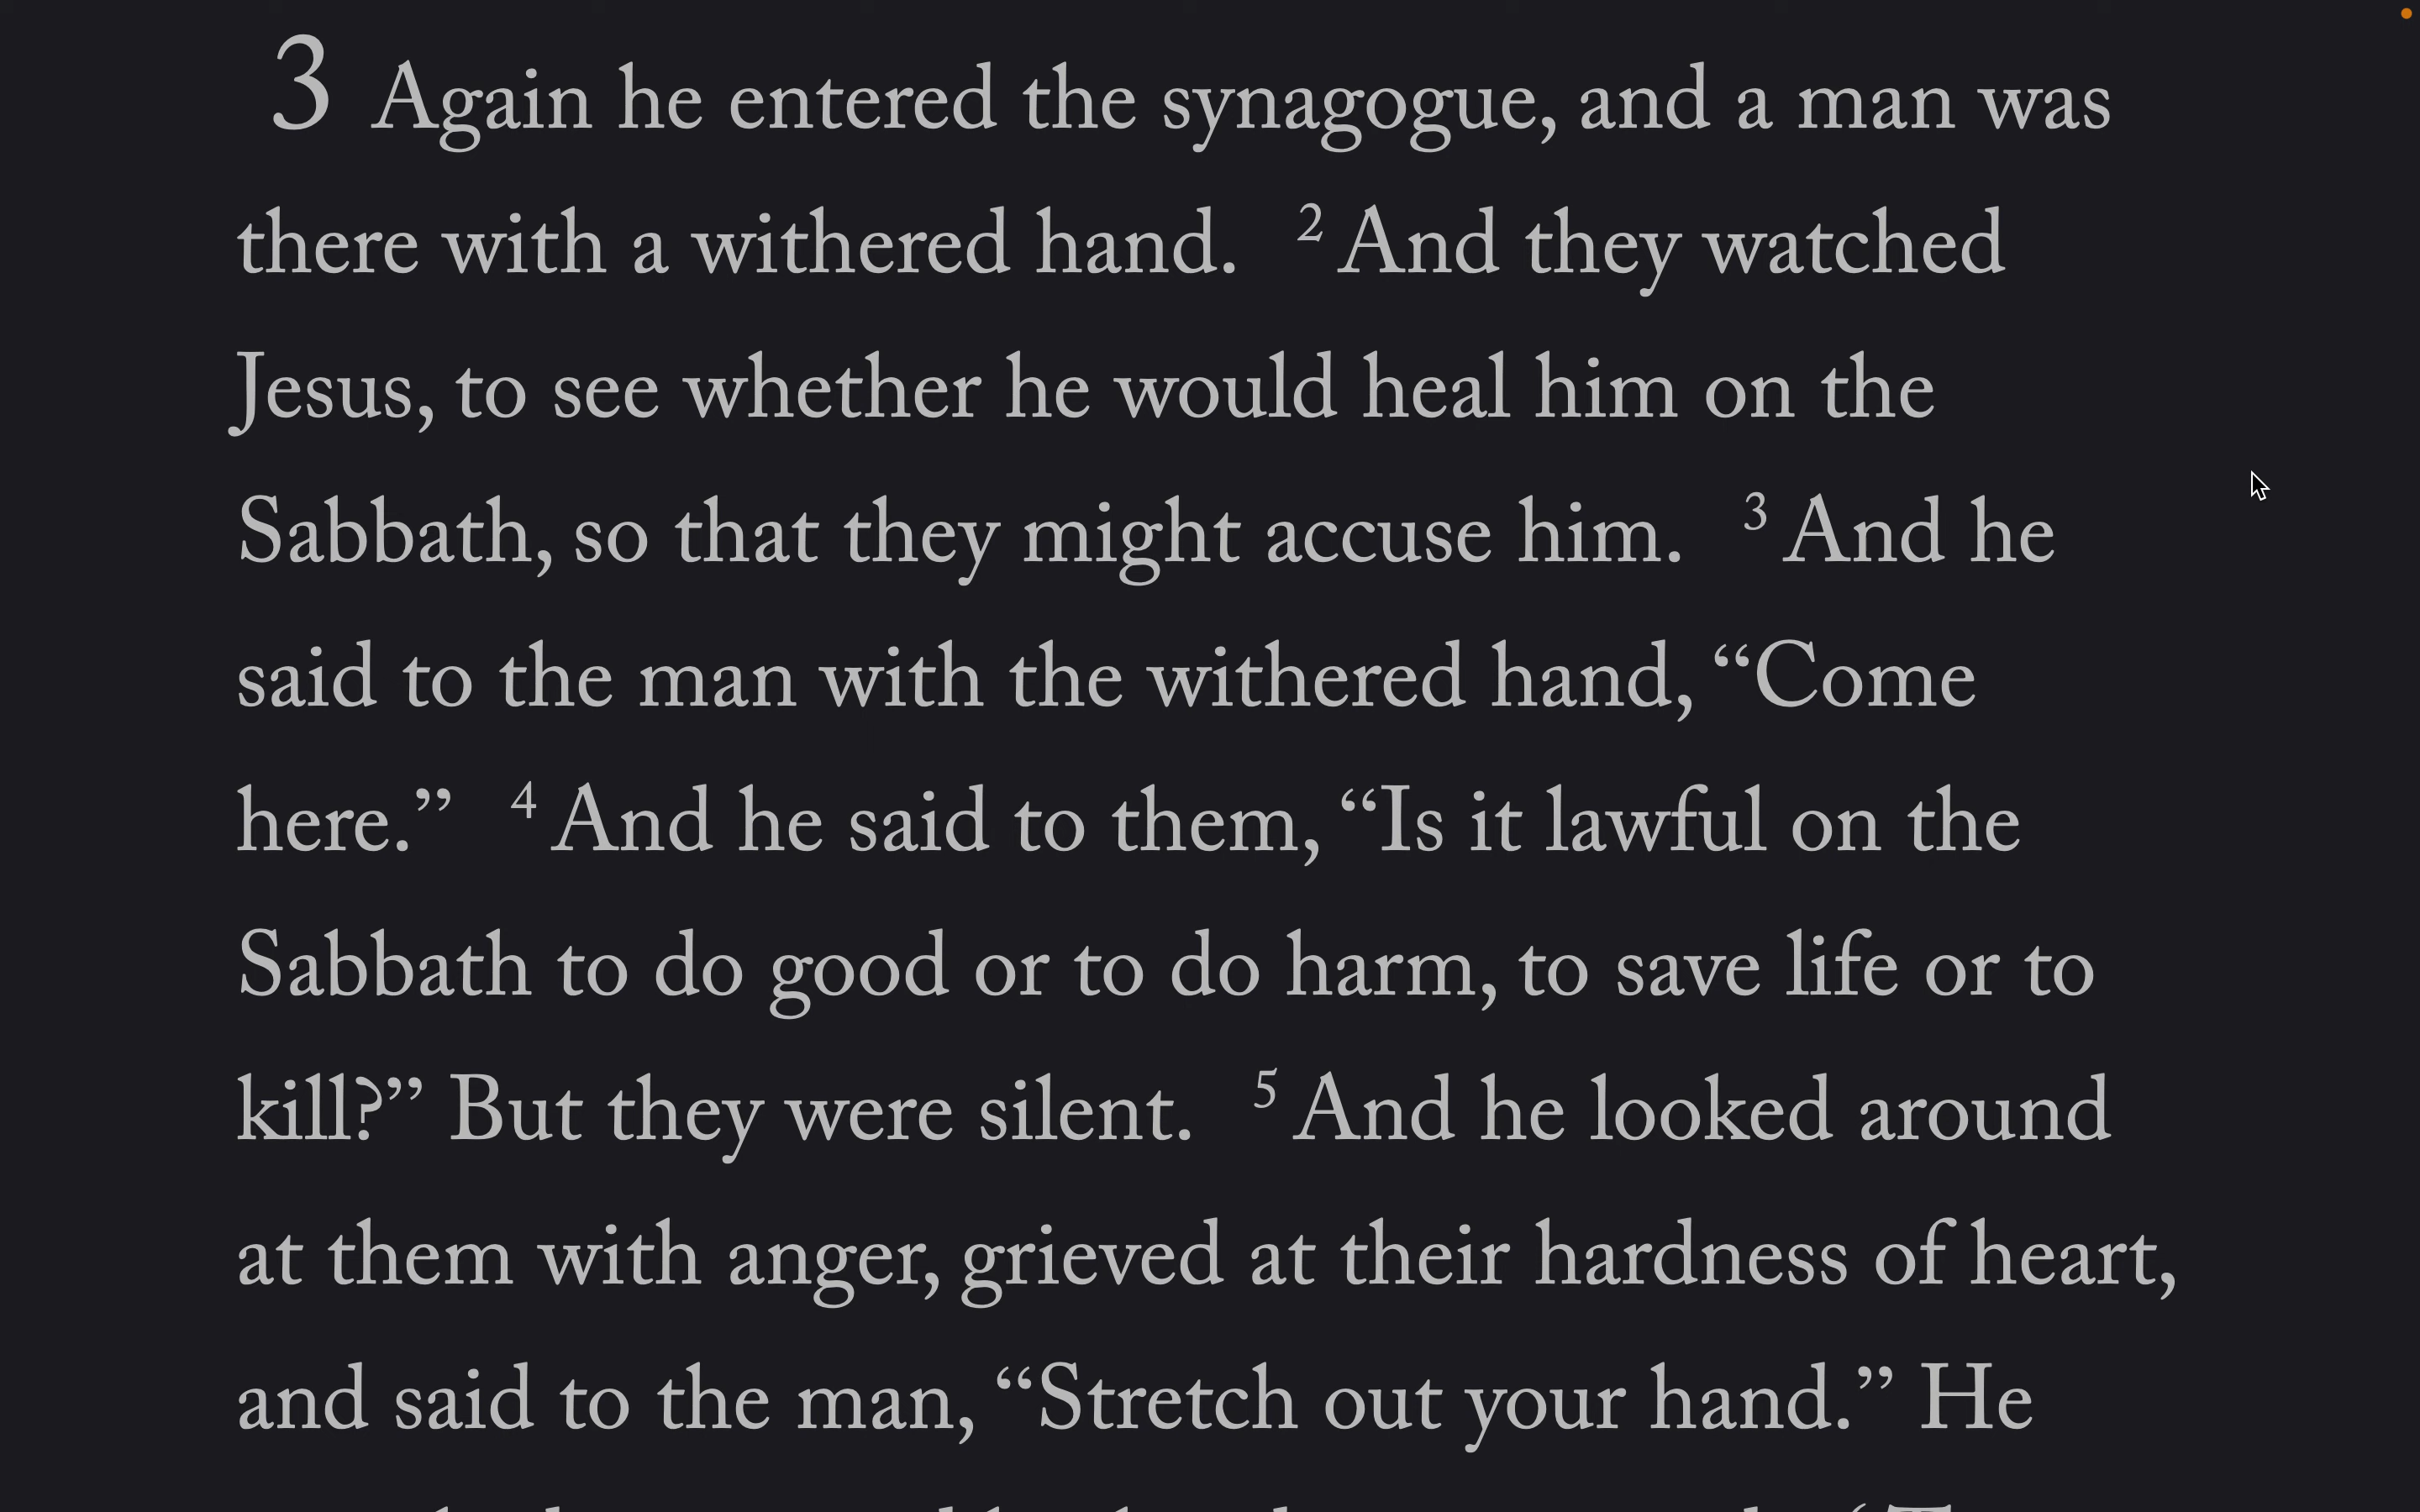 3 Again he entered the synagogue, and a man was
there with a withered hand. 2 And they watched
Jesus, to see whether he would heal him on the
Sabbath, so that they might accuse him. 3 And he
said to the man with the withered hand, “Come
here.” 4 And he said to them, “Is it lawful on the
Sabbath to do good or to do harm, to save life or to
kill?” But they were silent. 5 And he looked around
at them with anger, grieved at their hardness of heart,
and said to the man, “Stretch out your hand.” He